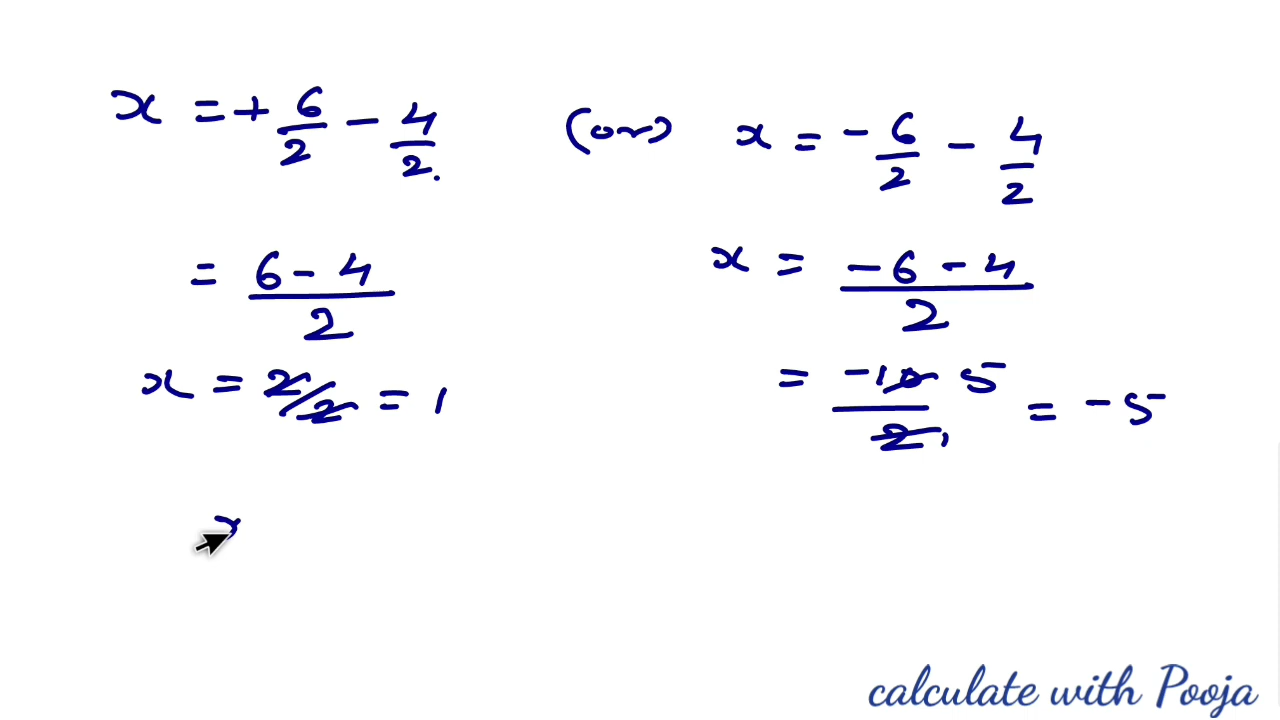 x = + 6/2 - 4/2. (or) x = - 6/2 - 4/2
= 6 - 4 / 2 x = - 6 - 4 / 2
x = 2/2 = 1 = -10 5 / 2 1 = - 5
calculate with Pooja